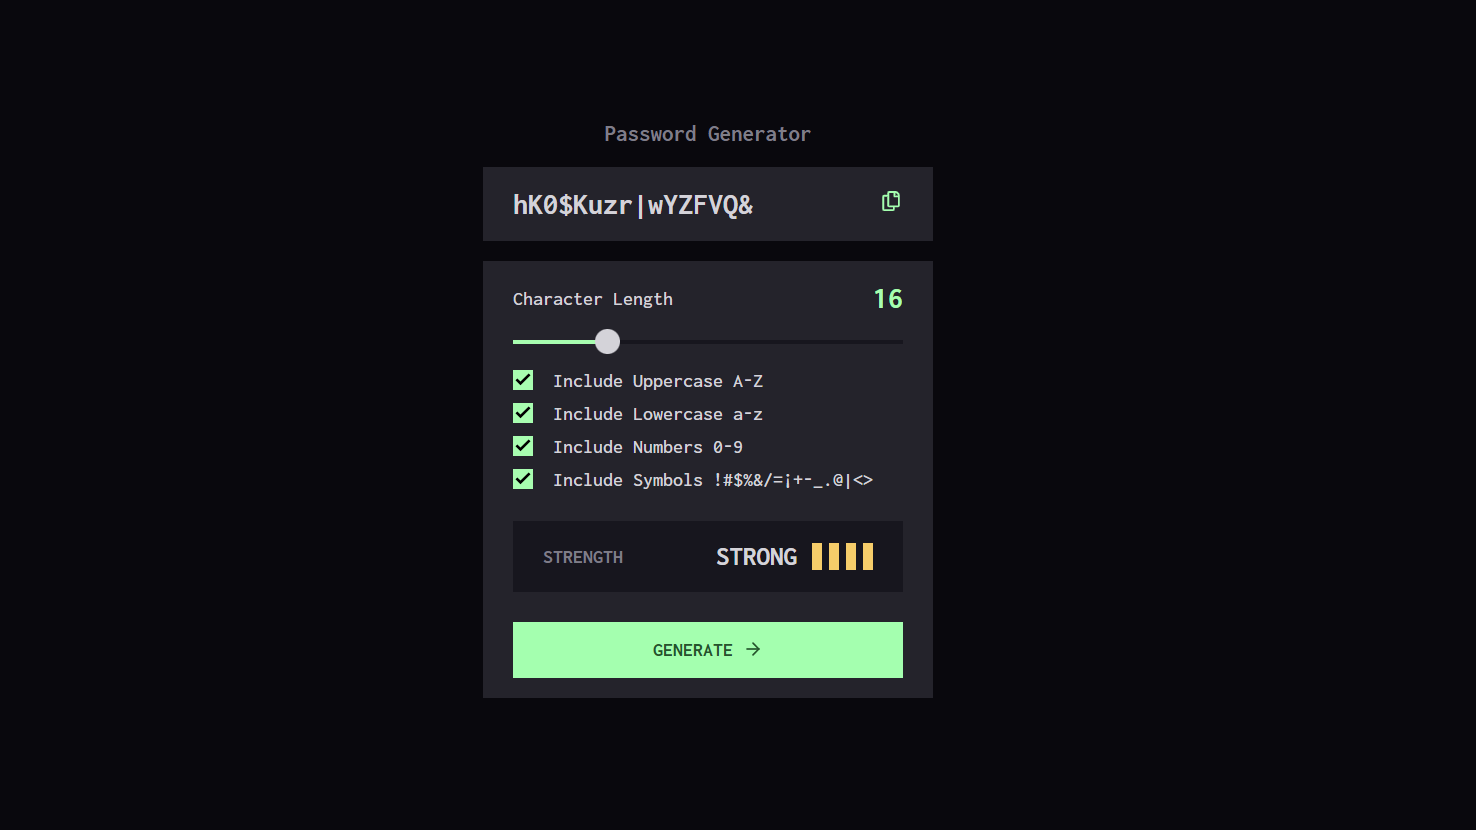 Password Generator
hK0$Kuzr|wYZFVQ&
Character Length 16
Include Uppercase A-Z
Include Lowercase a-z
Include Numbers 0-9
Include Symbols !#$%&/=¡+-_.@|<>
STRENGTH STRONG
GENERATE →